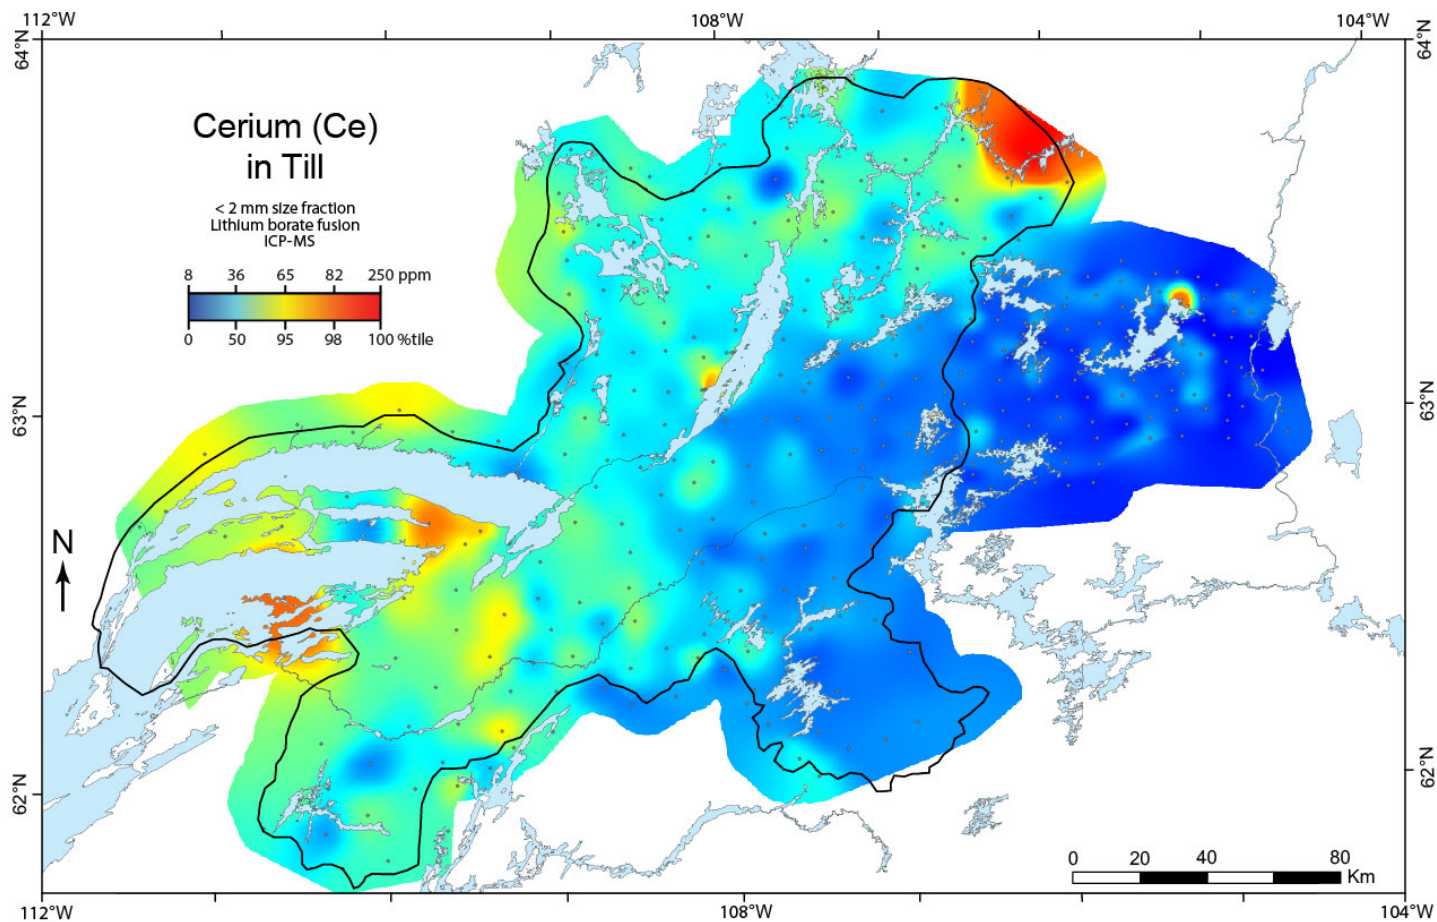 112°W 108°W 104°W
64°N 64°N
Cerium (Ce)
in Till
< 2 mm size fraction
Lithium borate fusion
ICP-MS
8 36 65 82 250 ppm
0 50 95 98 100 %tile
63°N 63°N
N
62°N 62°N
0 20 40 80
Km
112°W 108°W 104°W